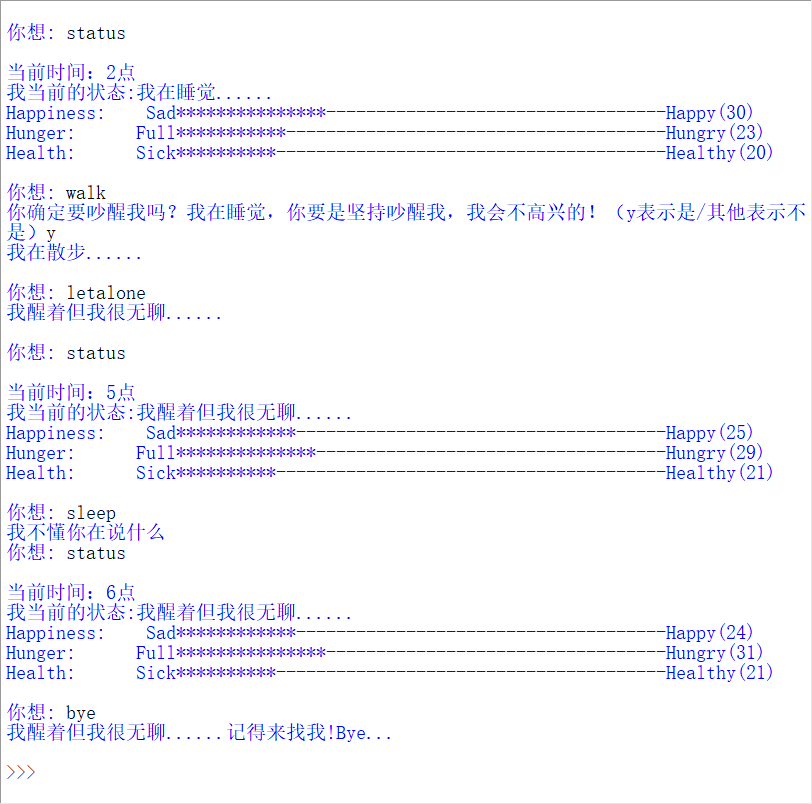 你想: status
当前时间：2点
我当前的状态:我在睡觉......
Happiness:    Sad***************----------------------------------Happy(30)
Hunger:      Full***********--------------------------------------Hungry(23)
Health:      Sick**********---------------------------------------Healthy(20)
你想: walk
你确定要吵醒我吗？我在睡觉，你要是坚持吵醒我，我会不高兴的！（y表示是/其他表示不
是）y
我在散步......
你想: letalone
我醒着但我很无聊......
你想: status
当前时间：5点
我当前的状态:我醒着但我很无聊......
Happiness:    Sad************-------------------------------------Happy(25)
Hunger:      Full**************-----------------------------------Hungry(29)
Health:      Sick**********---------------------------------------Healthy(21)
你想: sleep
我不懂你在说什么
你想: status
当前时间：6点
我当前的状态:我醒着但我很无聊......
Happiness:    Sad************-------------------------------------Happy(24)
Hunger:      Full***************----------------------------------Hungry(31)
Health:      Sick**********---------------------------------------Healthy(21)
你想: bye
我醒着但我很无聊......记得来找我!Bye...
>>>